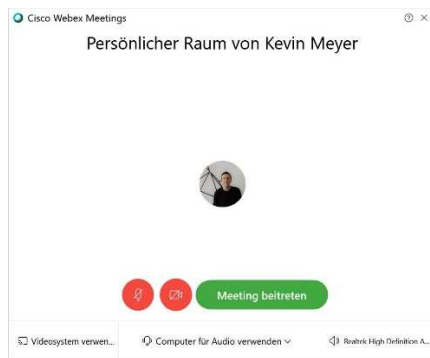 Cisco Webex Meetings
Persönlicher Raum von Kevin Meyer
Meeting beitreten
Videosystem verwen...
Computer für Audio verwenden
Realtek High Definition A...